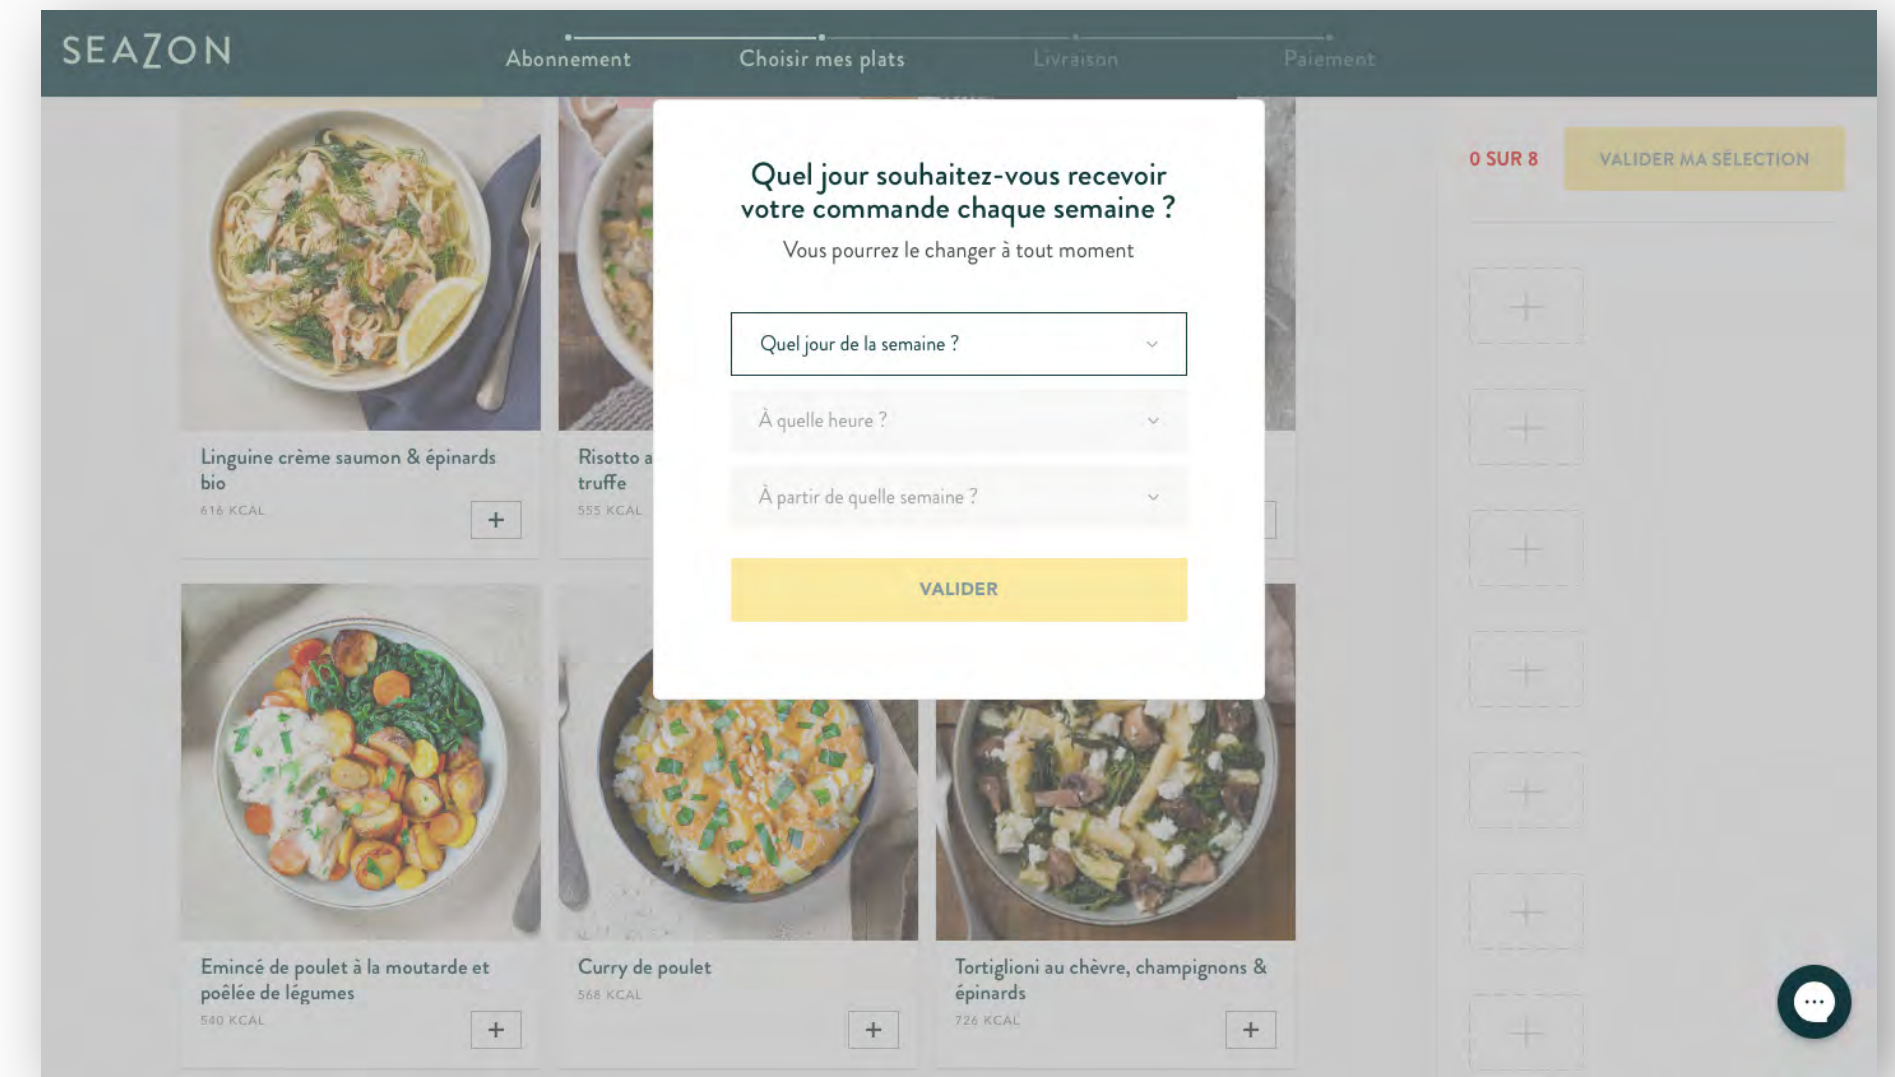 SEAZON
Abonnement
Choisir mes plats
Livraison
Paiement
Quel jour souhaitez-vous recevoir
votre commande chaque semaine ?
Vous pourrez le changer à tout moment
Quel jour de la semaine ?
À quelle heure ?
À partir de quelle semaine ?
VALIDER
0 SUR 8
VALIDER MA SÉLECTION
Linguine crème saumon & épinards
bio
616 KCAL
Risotto a
truffe
555 KCAL
Emincé de poulet à la moutarde et
poêlée de légumes
540 KCAL
Curry de poulet
568 KCAL
Tortiglioni au chèvre, champignons &
épinards
726 KCAL